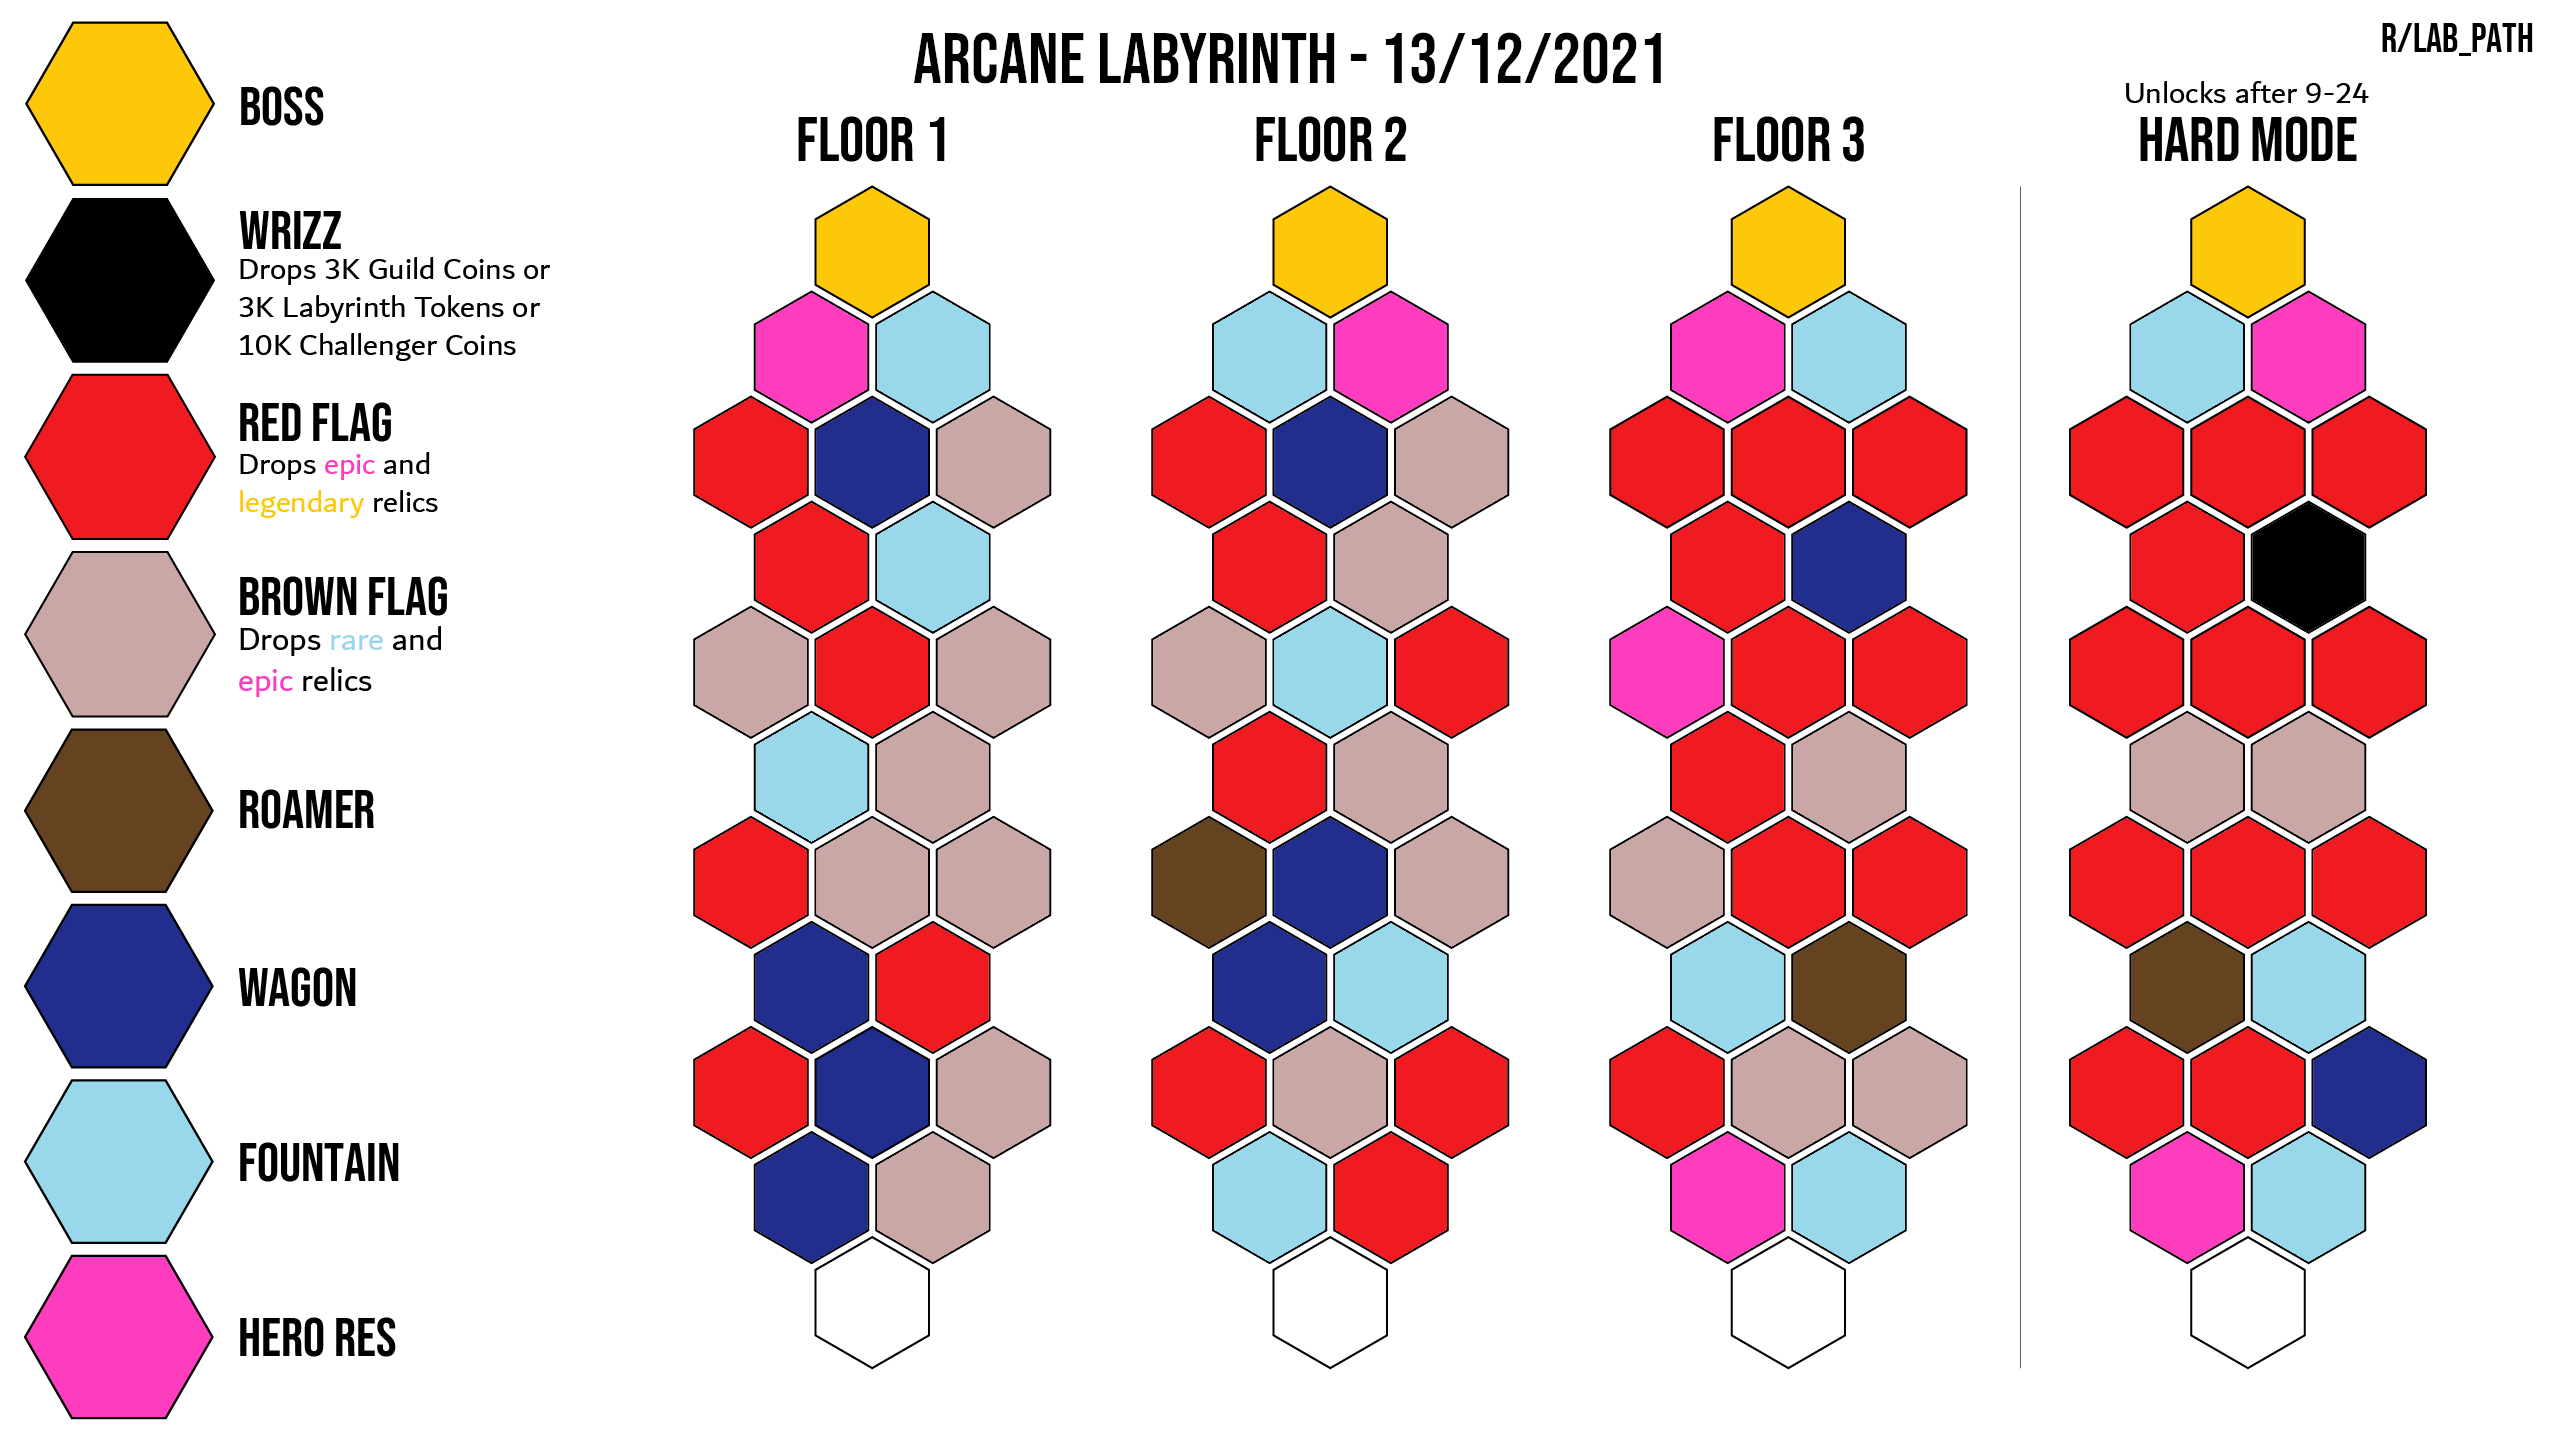 ARCANE LABYRINTH - 13/12/2021
R/LAB_PATH
BOSS
WRIZZ
Drops 3K Guild Coins or
3K Labyrinth Tokens or
10K Challenger Coins
RED FLAG
Drops epic and
legendary relics
BROWN FLAG
Drops rare and
epic relics
ROAMER
WAGON
FOUNTAIN
HERO RES
FLOOR 1
FLOOR 2
FLOOR 3
Unlocks after 9-24
HARD MODE